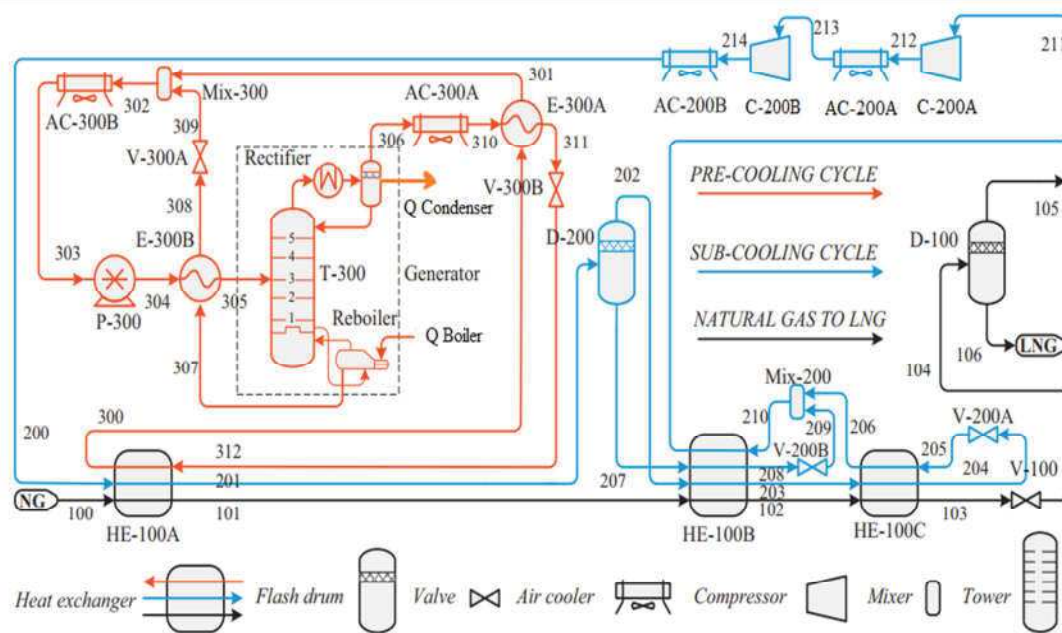 213
211
214
212
301
AC-300A
E-300A
AC-200B
C-200B
AC-200A
C-200A
302
Mix-300
AC-300B
309
V-300A
306
310
311
Rectifier
V-300B
202
PRE-COOLING CYCLE
105
308
Q Condenser
D-200
D-100
E-300B
5
T-300
4
Generator
SUB-COOLING CYCLE
303
3
304
305
2
P-300
1
Reboiler
NATURAL GAS TO LNG
307
Q Boiler
106
LNG
104
Mix-200
300
210
206
V-200A
209
200
312
V-200B
205
204
V-100
201
207
208
NG
203
100
101
102
103
HE-100A
HE-100B
HE-100C
Heat exchanger
Flash drum
Valve
Air cooler
Compressor
Mixer
Tower